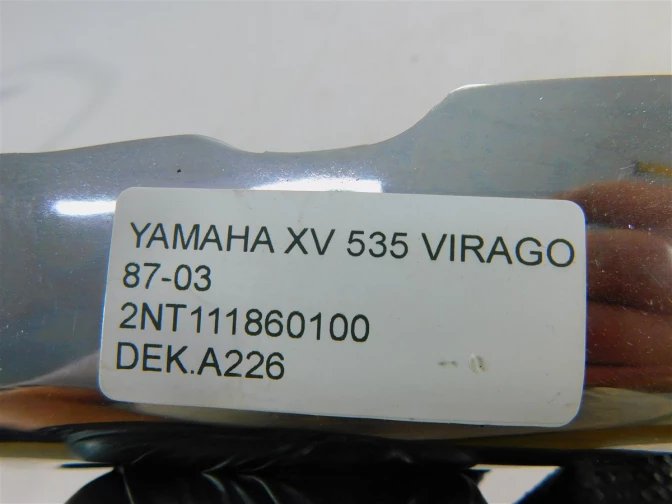 YAMAHA XV 535 VIRAGO
87-03
2NT111860100
DEK.A226